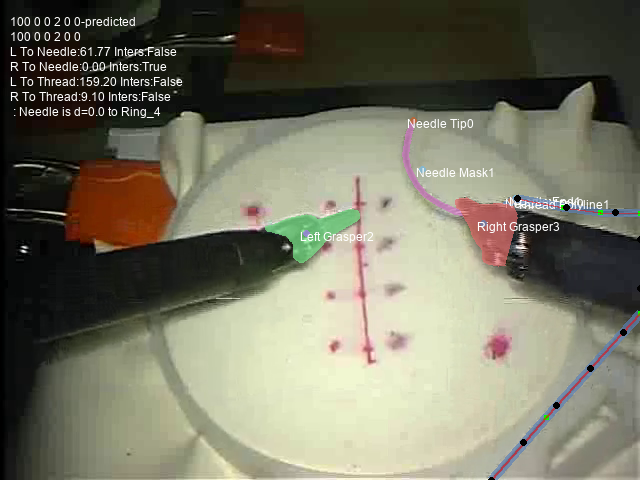 100 0 0 2 0 0-predicted
100 0 0 2 0 0
L To Needle:61.77 Inters:False
R To Needle:0.00 Inters:True
L To Thread:159.20 Inters:False
R To Thread:9.10 Inters:False
: Needle is d=0.0 to Ring_4
Needle Tip0
Needle Mask1
Thread Polyline1
Right Grasper3
Left Grasper2